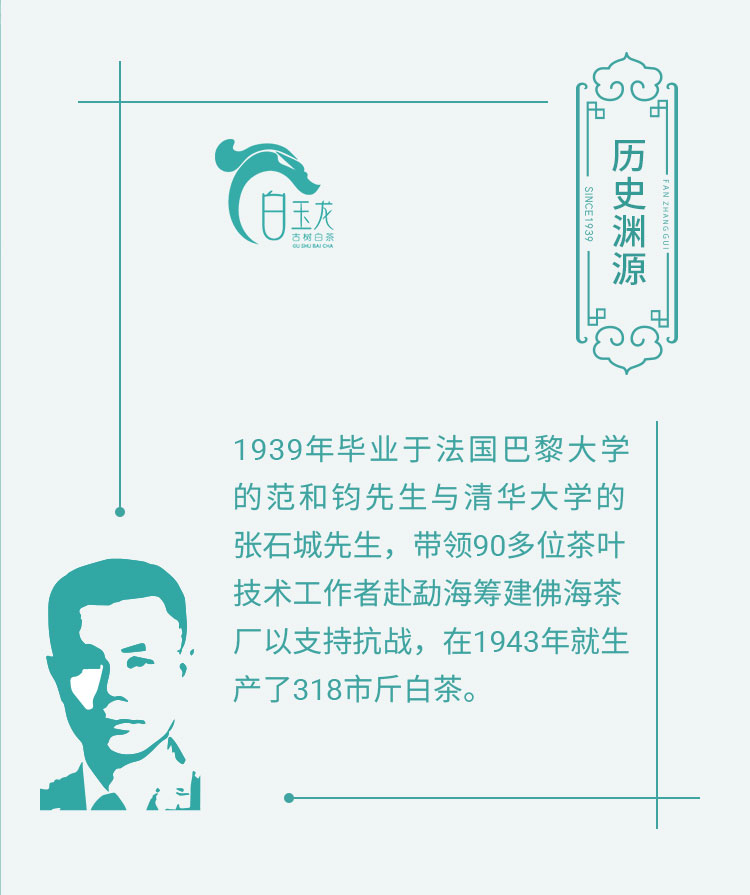 历史渊源
FAN ZHANG GUI
SINCE1939
白玉龙
古树白茶
GU SHU BAI CHA
1939年毕业于法国巴黎大学
的范和钧先生与清华大学的
张石城先生，带领90多位茶叶
技术工作者赴勐海筹建佛海茶
厂以支持抗战，在1943年就生
产了318市斤白茶。